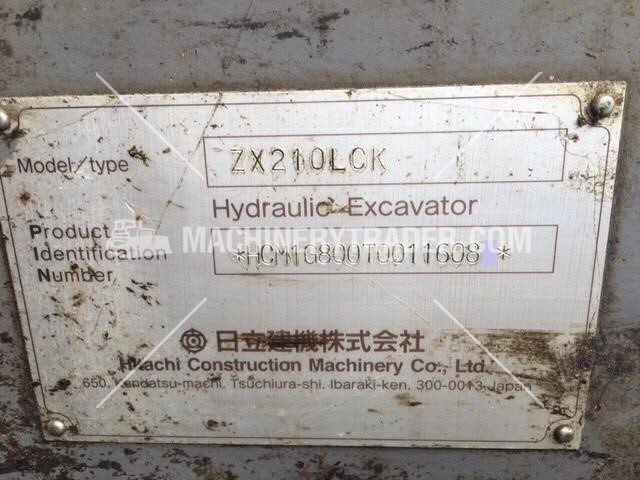 Model/type ZX210LCK
Hydraulic Excavator
MACHINERYTRADER.COM
Product
Identification
Number
*HCM1G800T0011608*
日立建機株式会社
Hitachi Construction Machinery Co., Ltd.
650, Kandatsu-machi, Tsuchiura-shi, Ibaraki-ken, 300-0013 Japan